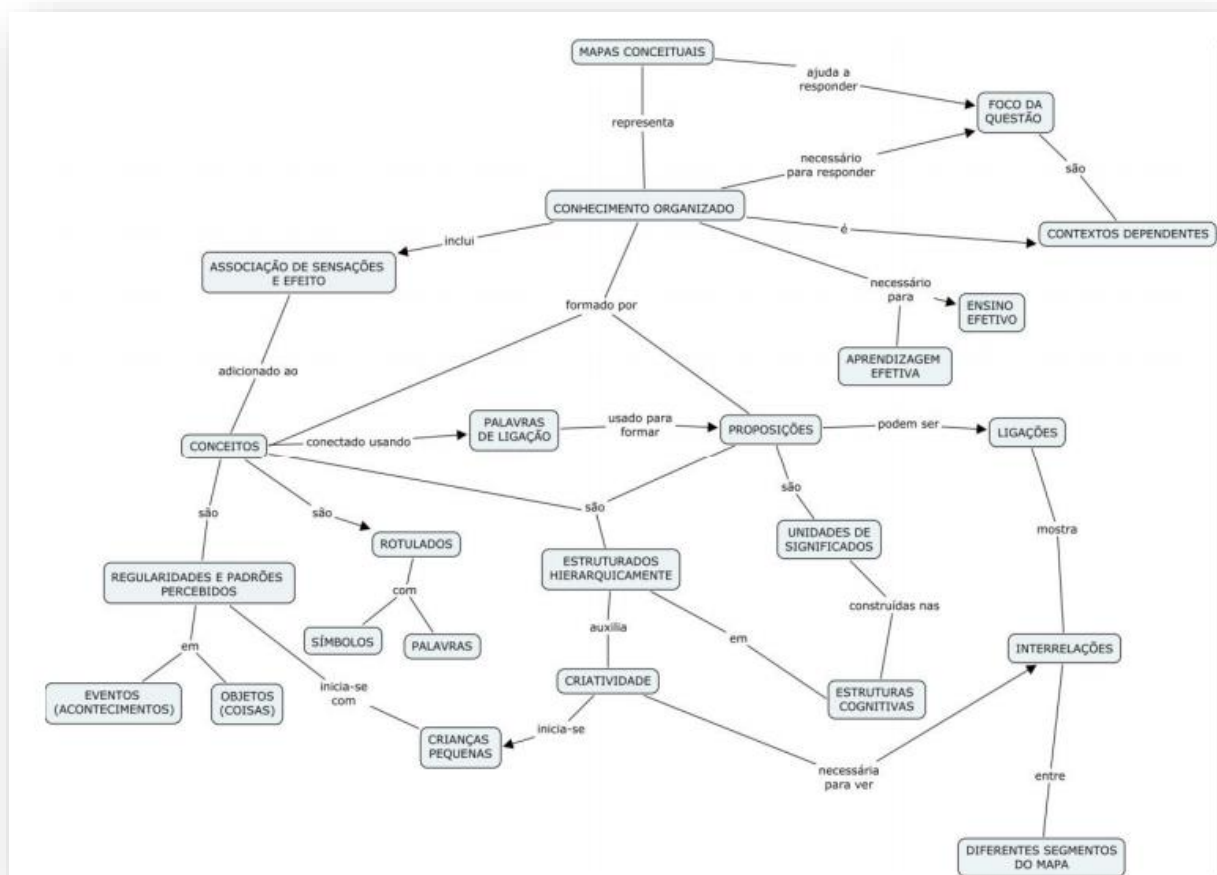 MAPAS CONCEITUAIS
ajuda a
responder
FOCO DA
QUESTÃO
representa
necessário
para responder
são
CONHECIMENTO ORGANIZADO
é
CONTEXTOS DEPENDENTES
inclui
ASSOCIAÇÃO DE SENSAÇÕES
E EFEITO
formado por
necessário
para
ENSINO
EFETIVO
APRENDIZAGEM
EFETIVA
adicionado ao
CONCEITOS
conectado usando
PALAVRAS
DE LIGAÇÃO
usado para
formar
PROPOSIÇÕES
podem ser
LIGAÇÕES
são
são
são
são
mostra
ROTULADOS
UNIDADES DE
SIGNIFICADOS
REGULARIDADES E PADRÕES
PERCEBIDOS
ESTRUTURADOS
HIERARQUICAMENTE
com
construídas nas
SÍMBOLOS
PALAVRAS
auxilia
em
INTERRELAÇÕES
em
EVENTOS
(ACONTECIMENTOS)
OBJETOS
(COISAS)
inicia-se
com
CRIATIVIDADE
ESTRUTURAS
COGNITIVAS
CRIANÇAS
PEQUENAS
inicia-se
necessária
para ver
entre
DIFERENTES SEGMENTOS
DO MAPA